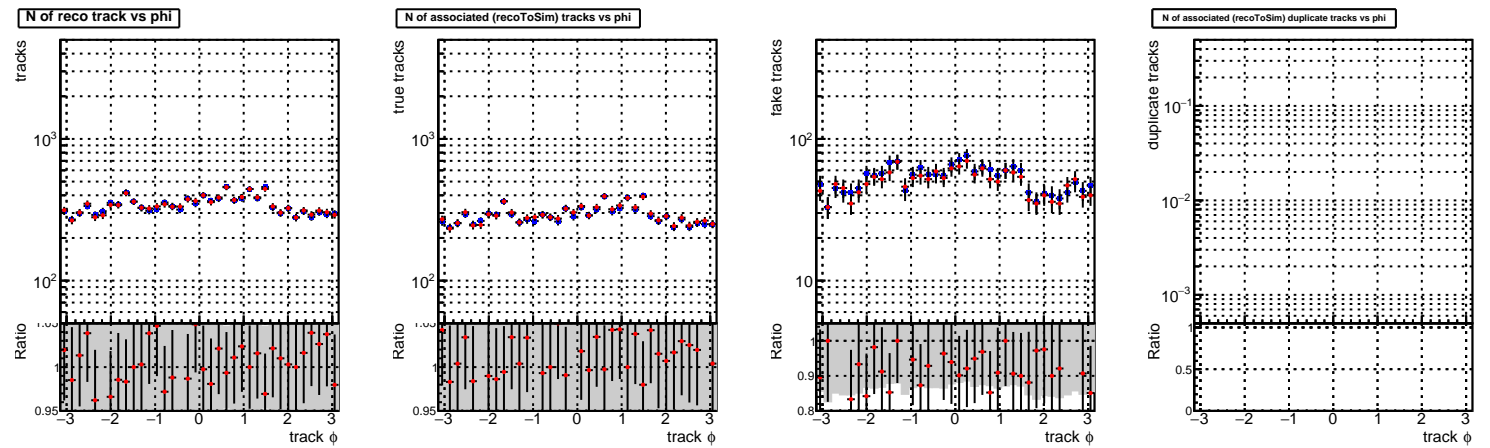 N of reco track vs phi
tracks
10³
10²
Ratio
1.05
1
0.95
−3 −2 −1 0 1 2 3
track ϕ
N of associated (recoToSim) tracks vs phi
true tracks
10³
10²
Ratio
1.05
1
0.95
−3 −2 −1 0 1 2 3
track ϕ
fake tracks
10²
10
Ratio
1
0.9
0.8
−3 −2 −1 0 1 2 3
track ϕ
N of associated (recoToSim) duplicate tracks vs phi
duplicate tracks
10⁻¹
10⁻²
10⁻³
Ratio
1
0.5
0
−3 −2 −1 0 1 2 3
track ϕ